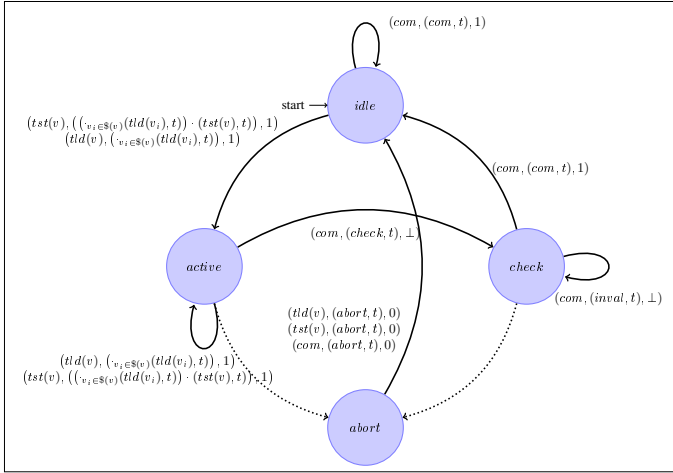 (com, (com, t), 1)
start
idle
(tst(v), ((·_{v_i∈$(v)}(tld(v_i), t)) · (tst(v), t)), 1)
(tld(v), (·_{v_i∈$(v)}(tld(v_i), t)), 1)
(com, (com, t), 1)
(com, (check, t), ⊥)
active
check
(com, (inval, t), ⊥)
(tld(v), (abort, t), 0)
(tst(v), (abort, t), 0)
(com, (abort, t), 0)
(tld(v), (·_{v_i∈$(v)}(tld(v_i), t)), 1)
(tst(v), ((·_{v_i∈$(v)}(tld(v_i), t)) · (tst(v), t)), 1)
abort